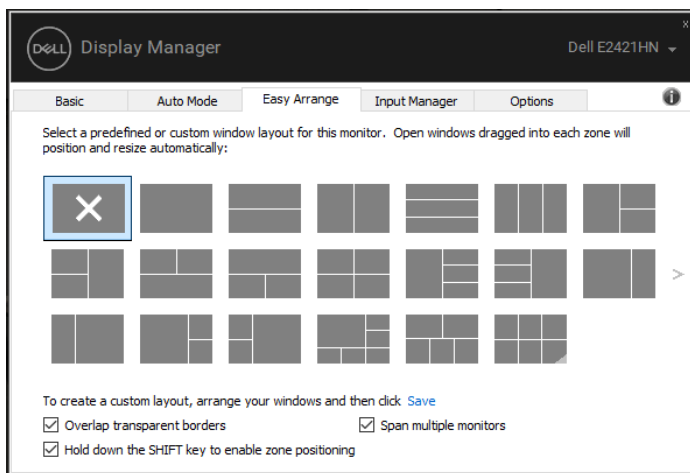 DELL Display Manager
Dell E2421HN
Basic Auto Mode Easy Arrange Input Manager Options
Select a predefined or custom window layout for this monitor. Open windows dragged into each zone will
position and resize automatically:
To create a custom layout, arrange your windows and then click Save
Overlap transparent borders Span multiple monitors
Hold down the SHIFT key to enable zone positioning